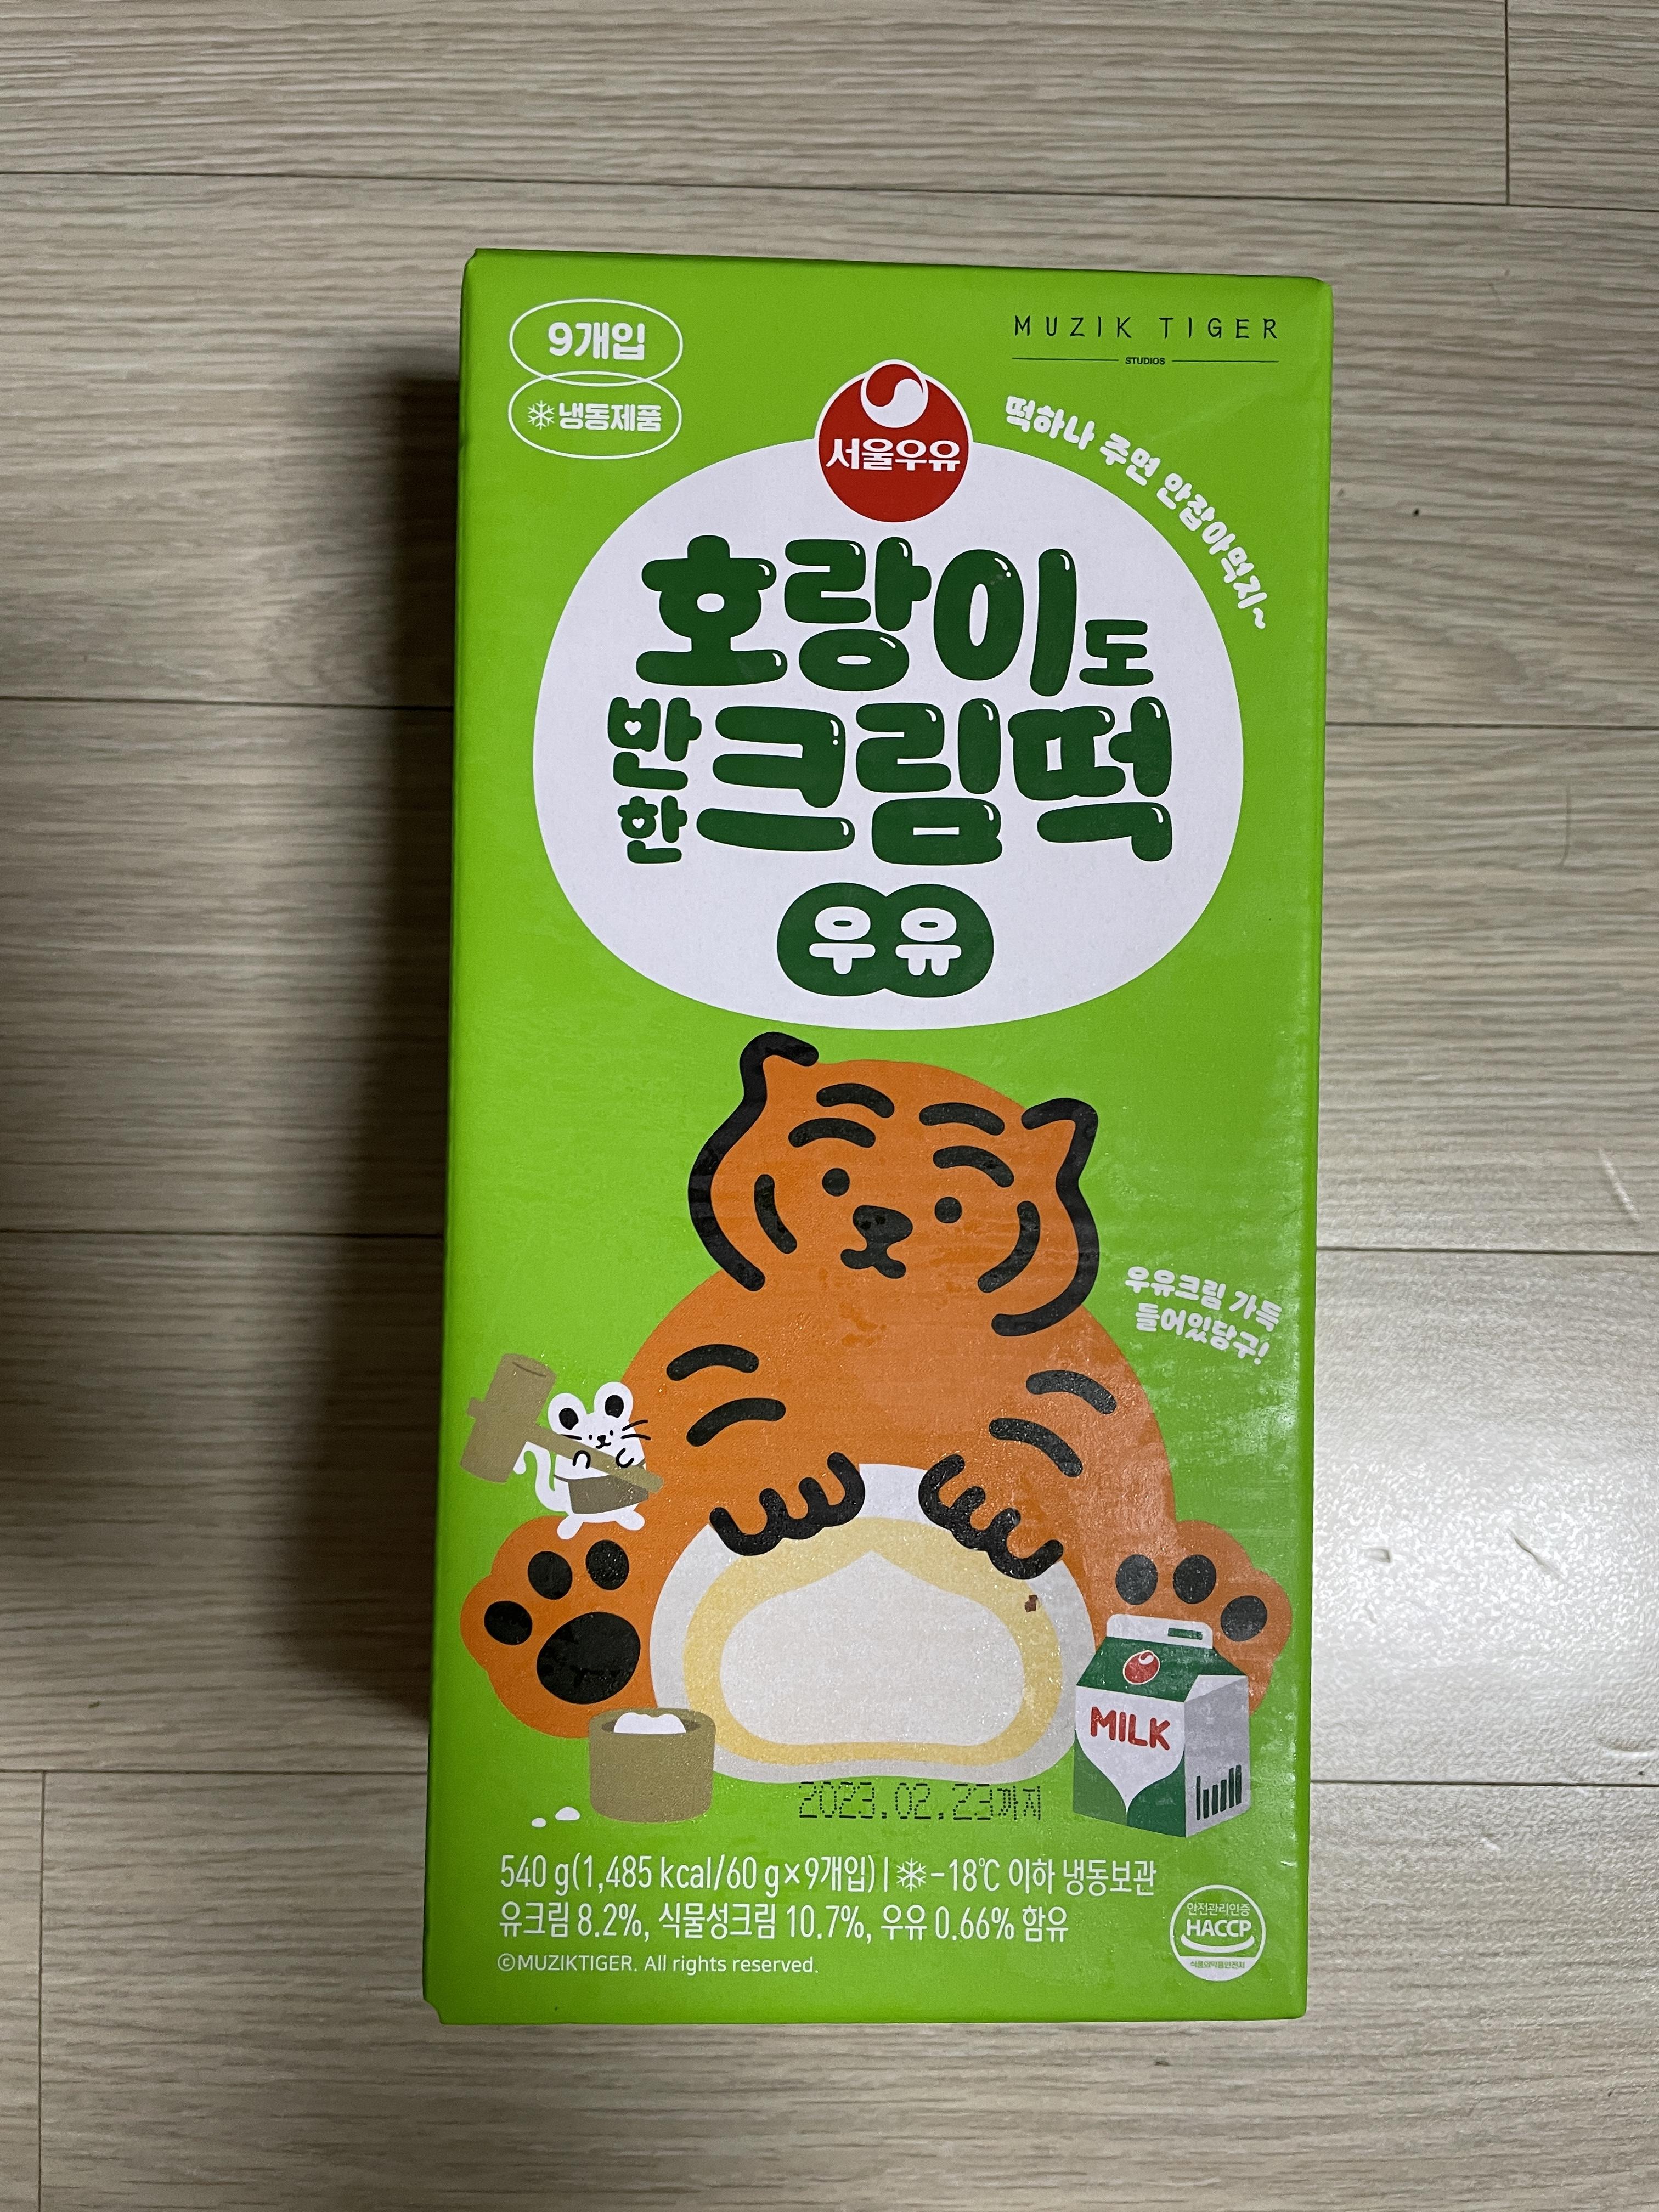 9개입
냉동제품
MUZIK TIGER
STUDIOS
서울우유
떡하나 주면 안잡아먹지~
호랑이도
반한 크림떡
우유
우유크림 가득
들어있당구!
MILK
2023.02.23까지
540 g(1,485 kcal/60 g×9개입) | ❄-18℃ 이하 냉동보관
유크림 8.2%, 식물성크림 10.7%, 우유 0.66% 함유
©MUZIKTIGER. All rights reserved.
안전관리인증
HACCP
식품의약품안전처